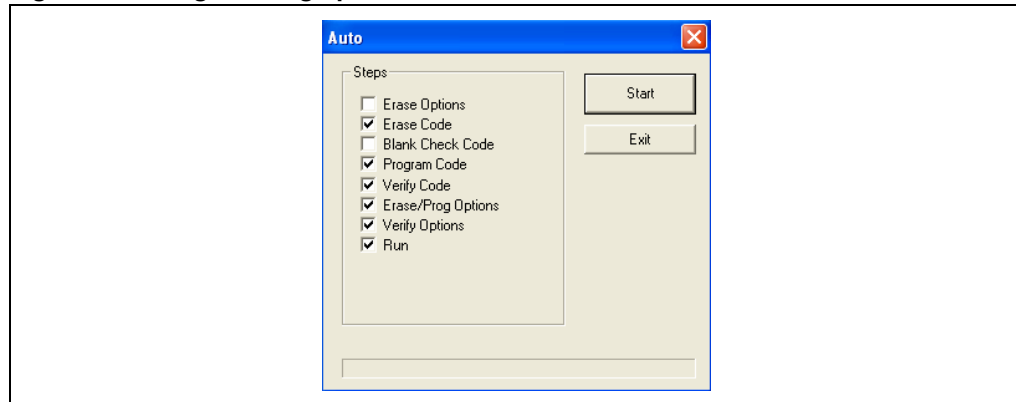 Auto
Steps
Erase Options
Erase Code
Blank Check Code
Program Code
Verify Code
Erase/Prog Options
Verify Options
Run
Start
Exit